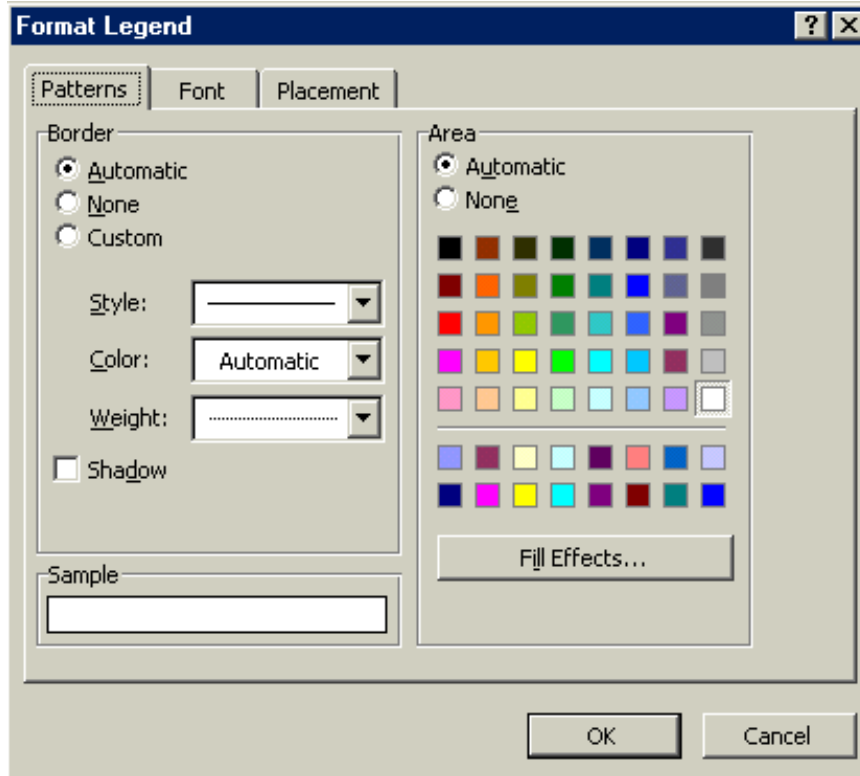 Format Legend
Patterns
Font
Placement
Border
Automatic
None
Custom
Style:
Color:
Automatic
Weight:
Shadow
Sample
Area
Automatic
None
Fill Effects...
OK
Cancel